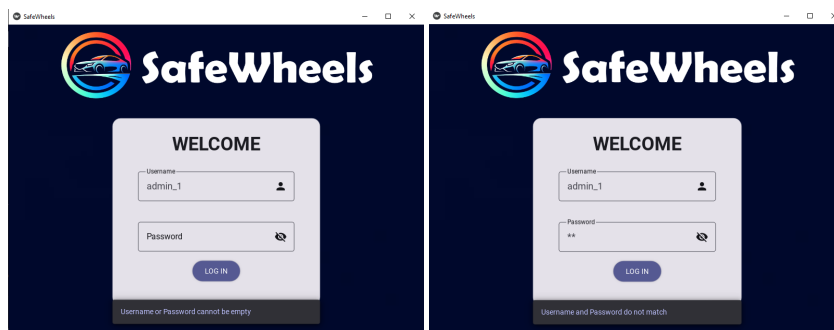 SafeWheels
SafeWheels
WELCOME
Username
admin_1
Password
LOG IN
Username or Password cannot be empty
SafeWheels
SafeWheels
WELCOME
Username
admin_1
Password
**
LOG IN
Username and Password do not match